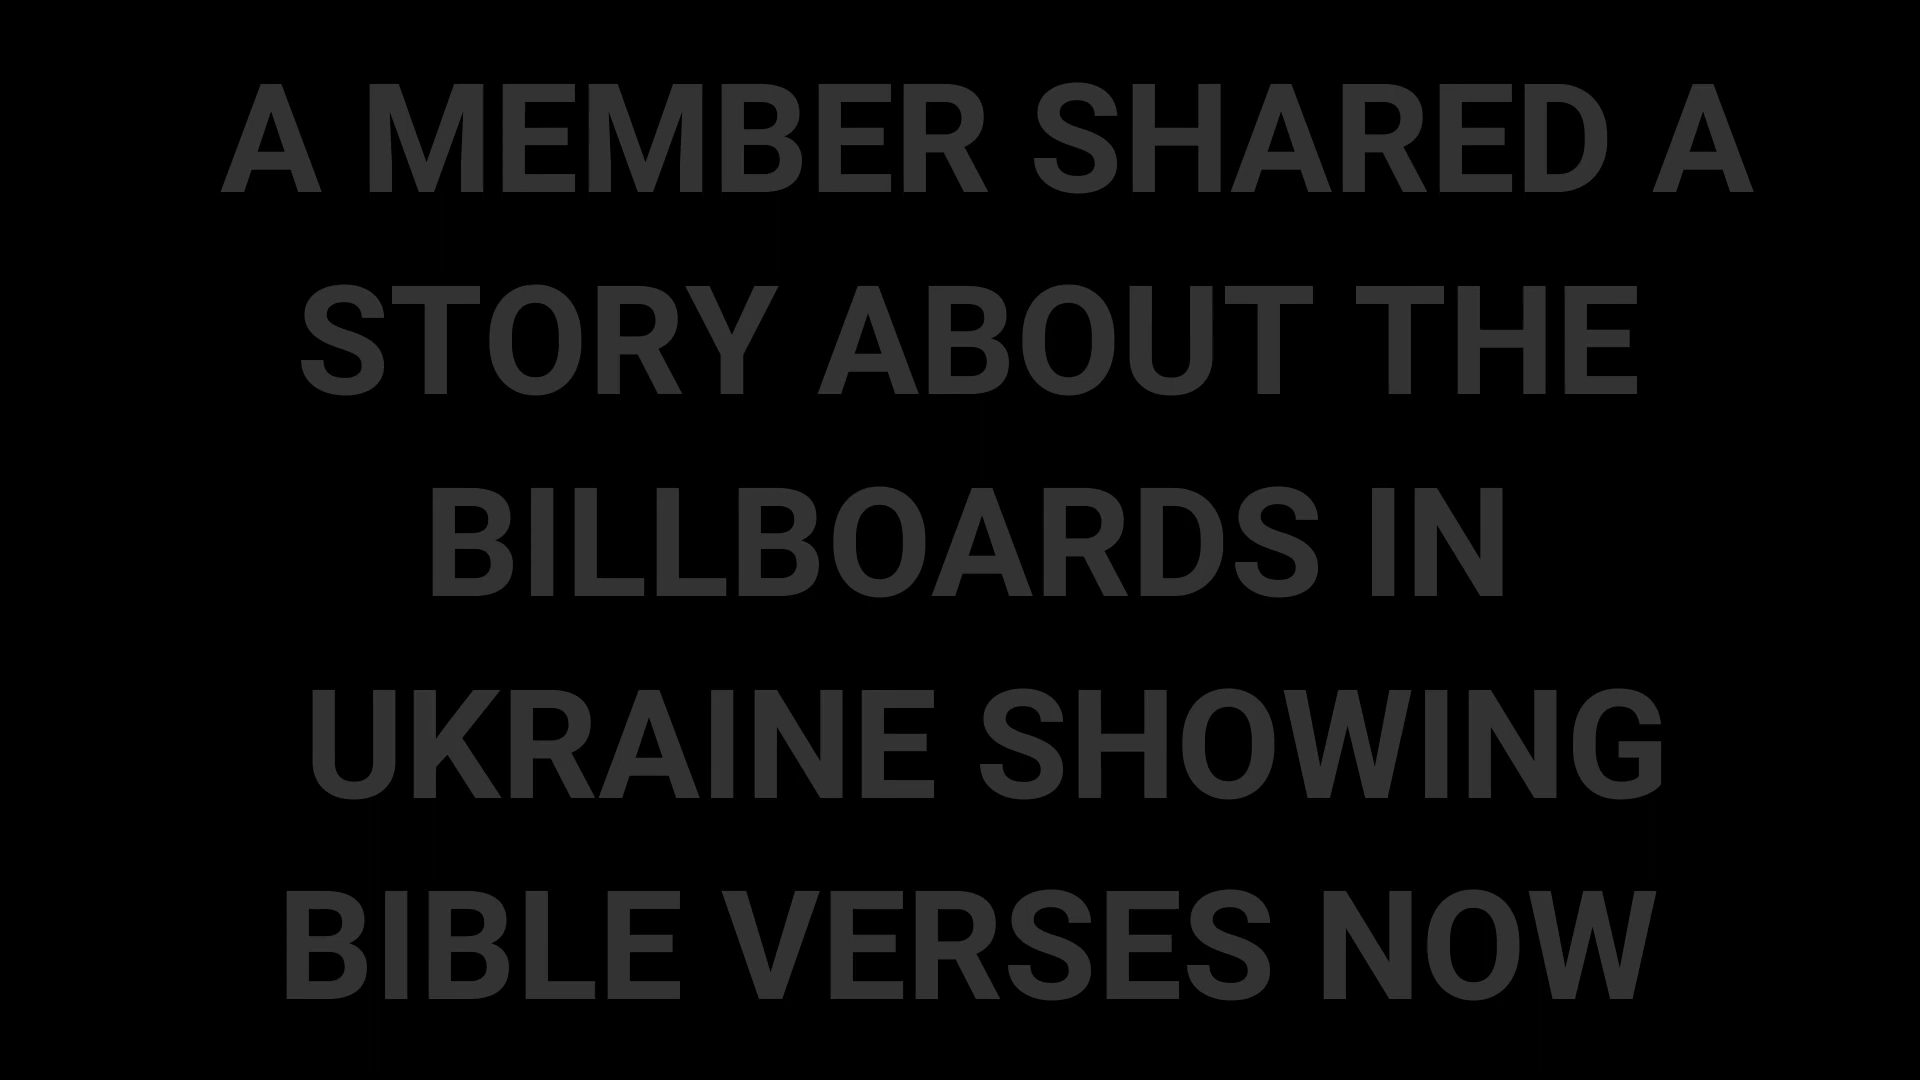 A MEMBER SHARED A
STORY ABOUT THE
BILLBOARDS IN
UKRAINE SHOWING
BIBLE VERSES NOW